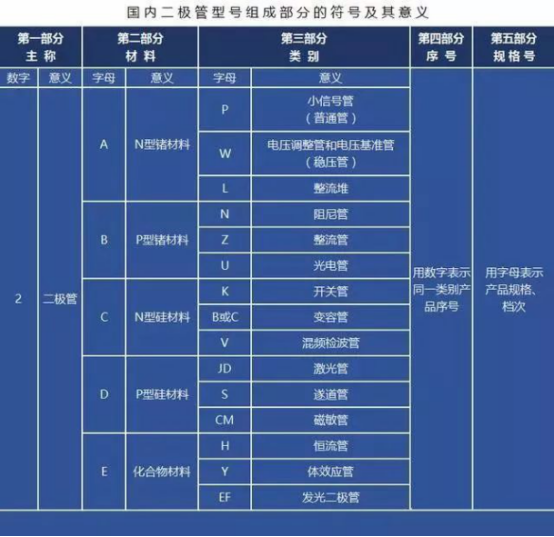 国内二极管型号组成部分的符号及其意义
第一部分 第二部分 第三部分 第四部分 第五部分
主 称 材 料 类 别 序 号 规 格 号
数字 意义 字母 意义 字母 意义
2 二极管
A N型锗材料
B P型锗材料
C N型硅材料
D P型硅材料
E 化合物材料
P 小信号管
（普通管）
W 电压调整管和电压基准管
（稳压管）
L 整流堆
N 阻尼管
Z 整流管
U 光电管
K 开关管
B或C 变容管
V 混频检波管
JD 激光管
S 遂道管
CM 磁敏管
H 恒流管
Y 体效应管
EF 发光二极管
用数字表示
同一类别产
品序号
用字母表示
产品规格、
档次